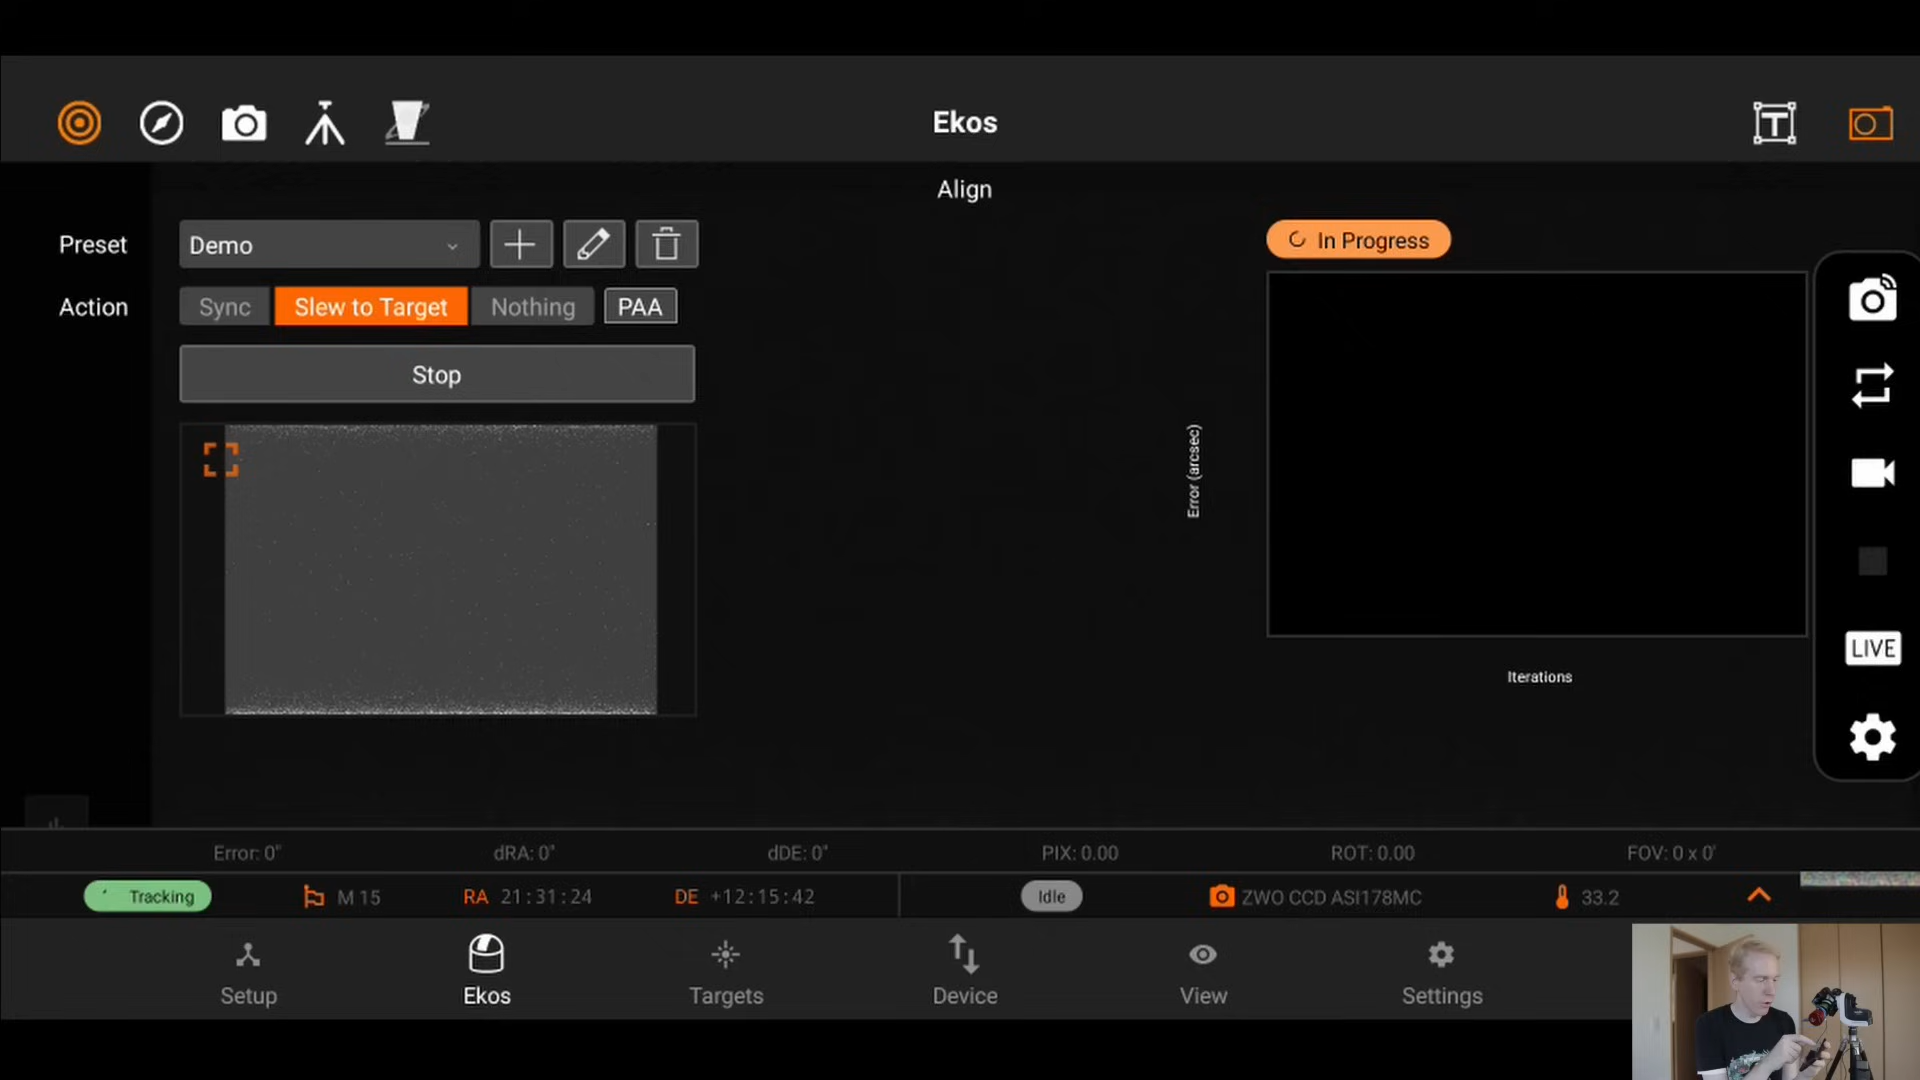 Ekos
Align
Preset
Demo
In Progress
Action
Sync
Slew to Target
Nothing
PAA
Stop
Error (arcsec)
LIVE
Iterations
Error: 0"
dRA: 0"
dDE: 0"
PIX: 0.00
ROT: 0.00
FOV: 0 x 0'
Tracking
M 15
RA 21:31:24
DE +12:15:42
Idle
ZWO CCD ASI178MC
33.2
Setup
Ekos
Targets
Device
View
Settings